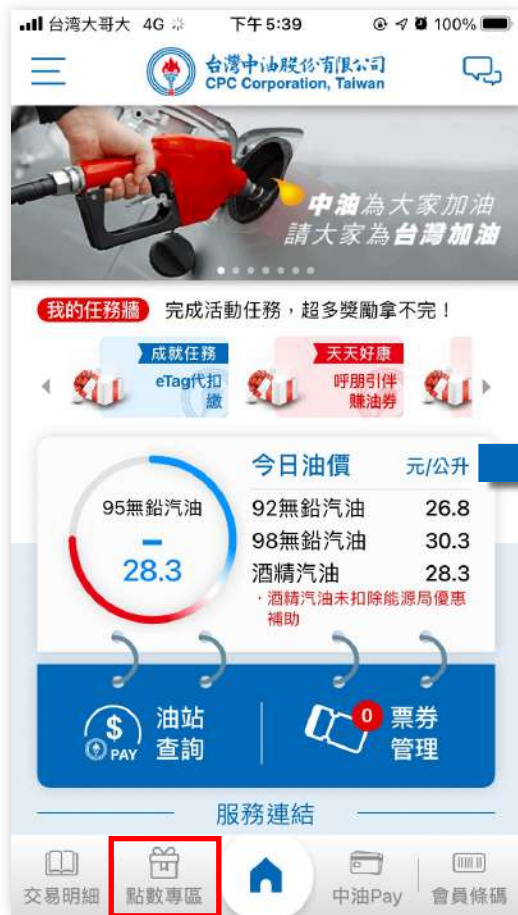 台湾大哥大 4G 下午5:39 100%
台灣中油股份有限公司
CPC Corporation, Taiwan
中油為大家加油
請大家為台灣加油
我的任務牆 完成活動任務，超多獎勵拿不完！
成就任務
eTag代扣
繳
天天好康
呼朋引伴
賺油券
今日油價 元/公升
95無鉛汽油
28.3
92無鉛汽油 26.8
98無鉛汽油 30.3
酒精汽油 28.3
・酒精汽油未扣除能源局優惠
補助
$
PAY
油站
查詢
0
票券
管理
服務連結
交易明細 點數專區 中油Pay 會員條碼